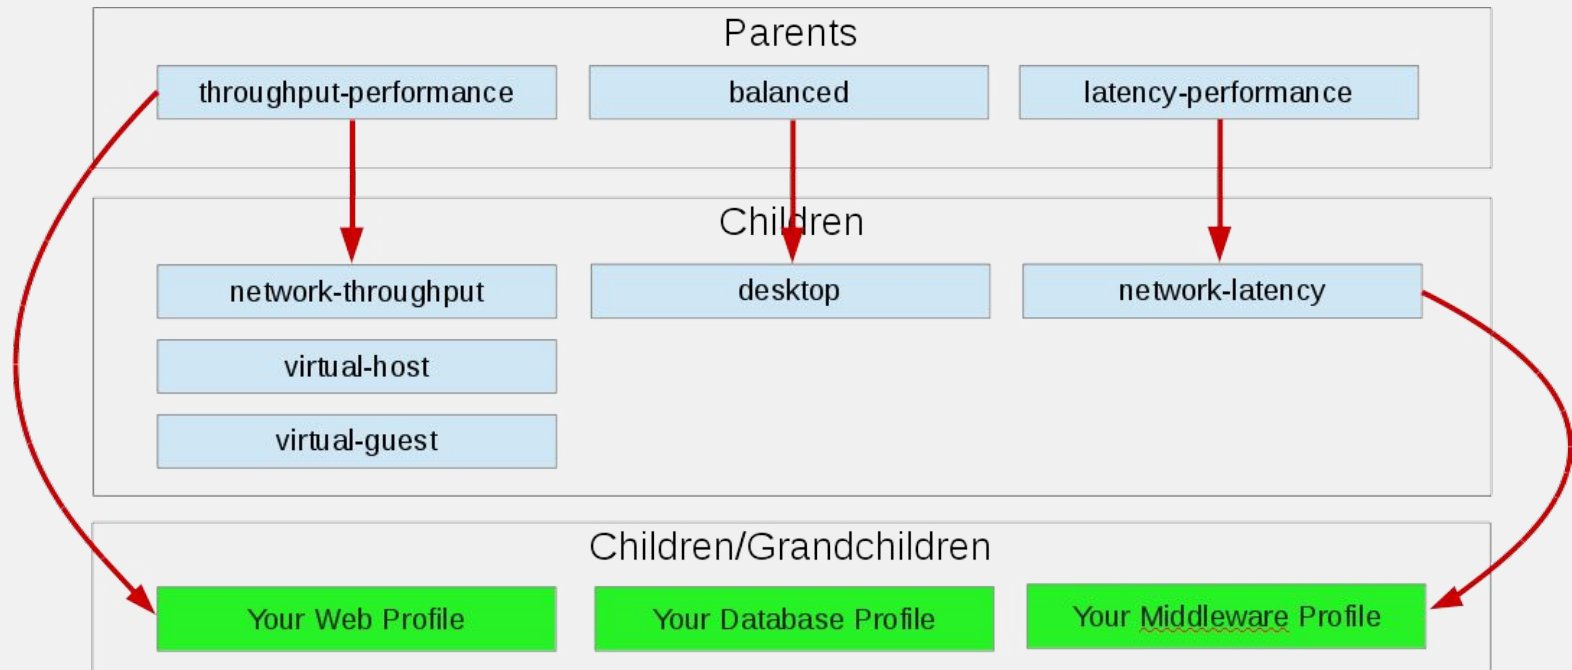 Parents
throughput-performance
balanced
latency-performance
Children
network-throughput
desktop
network-latency
virtual-host
virtual-guest
Children/Grandchildren
Your Web Profile
Your Database Profile
Your Middleware Profile